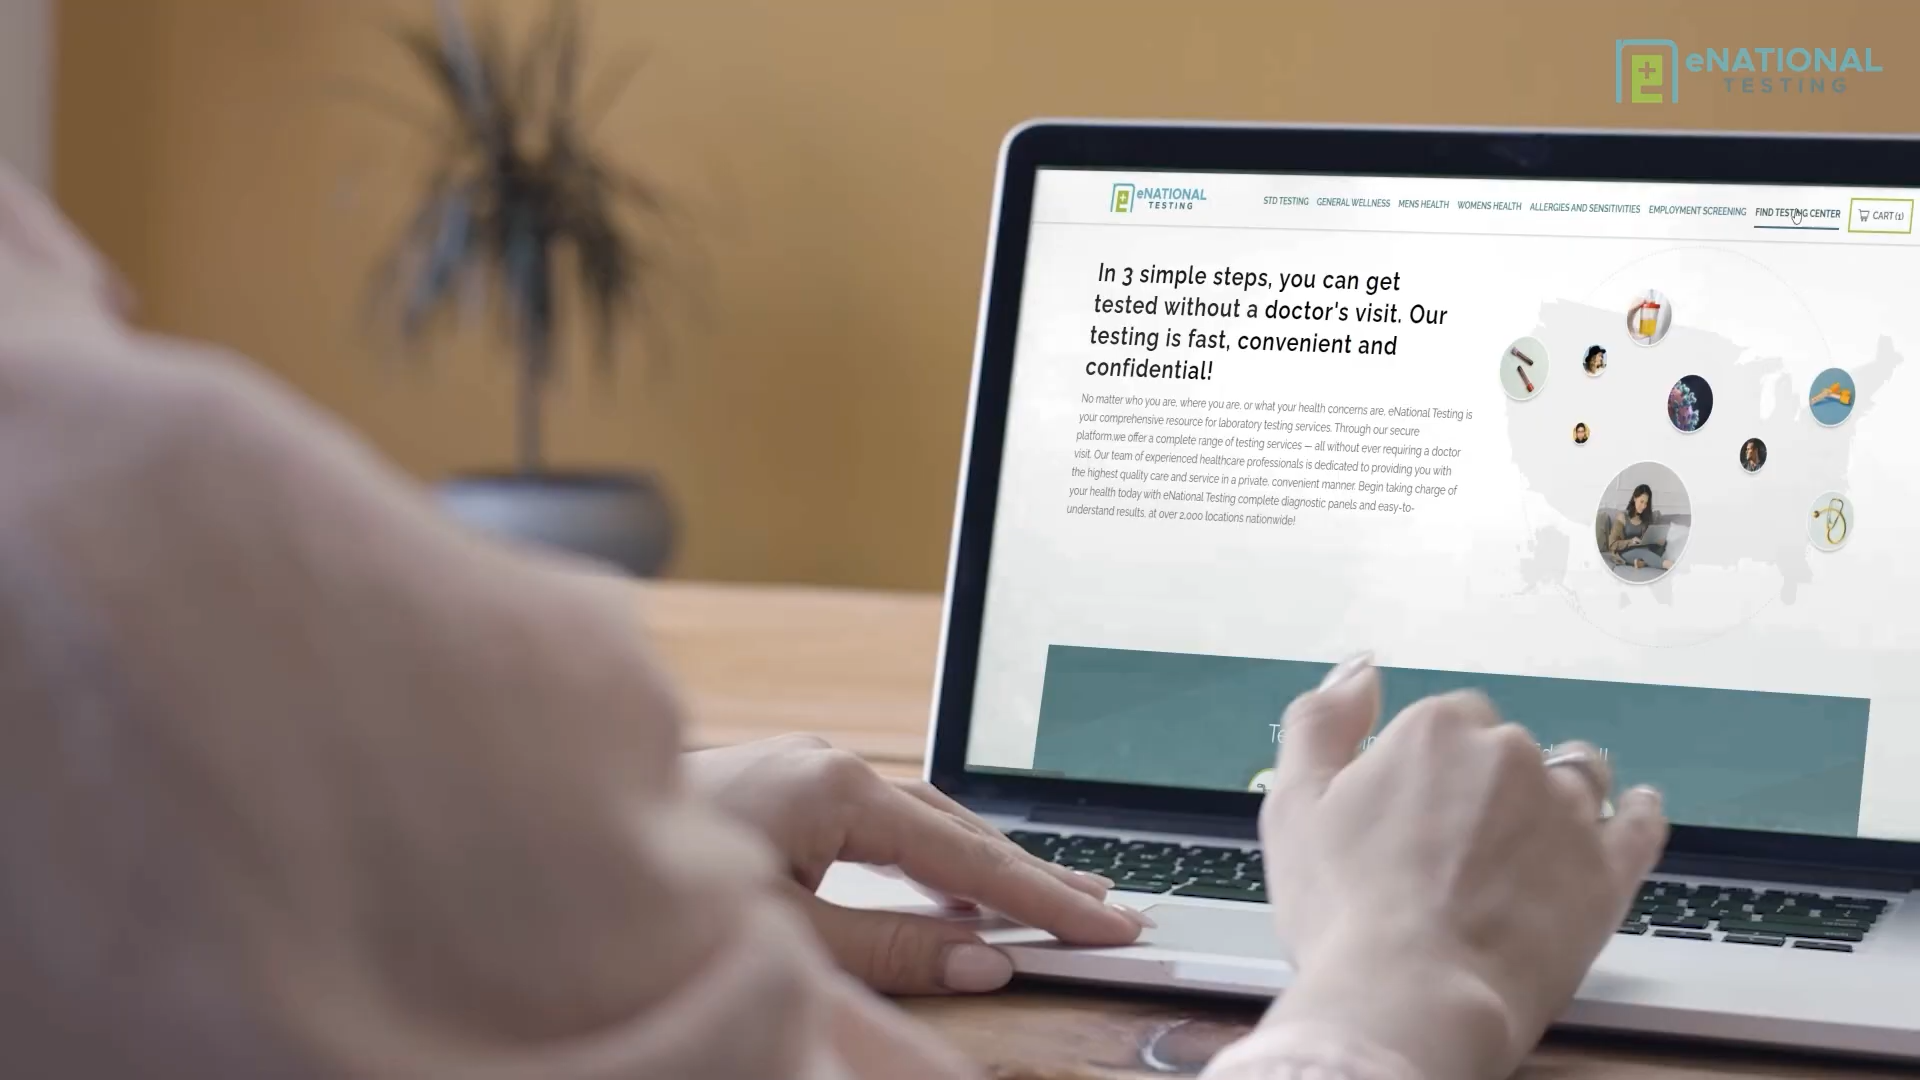 eNATIONAL
TESTING
eNATIONAL
TESTING
STD TESTING GENERAL WELLNESS MENS HEALTH WOMENS HEALTH ALLERGIES AND SENSITIVITIES EMPLOYMENT SCREENING FIND TESTING CENTER CART (1)
In 3 simple steps, you can get
tested without a doctor's visit. Our
testing is fast, convenient and
confidential!
No matter who you are, where you are, or what your health concerns are, eNational Testing is
your comprehensive resource for laboratory testing services. Through our secure
platform,we offer a complete range of testing services — all without ever requiring a doctor
visit. Our team of experienced healthcare professionals is dedicated to providing you with
the highest quality care and service in a private, convenient manner. Begin taking charge of
your health today with eNational Testing complete diagnostic panels and easy-to-
understand results, at over 2,000 locations nationwide!